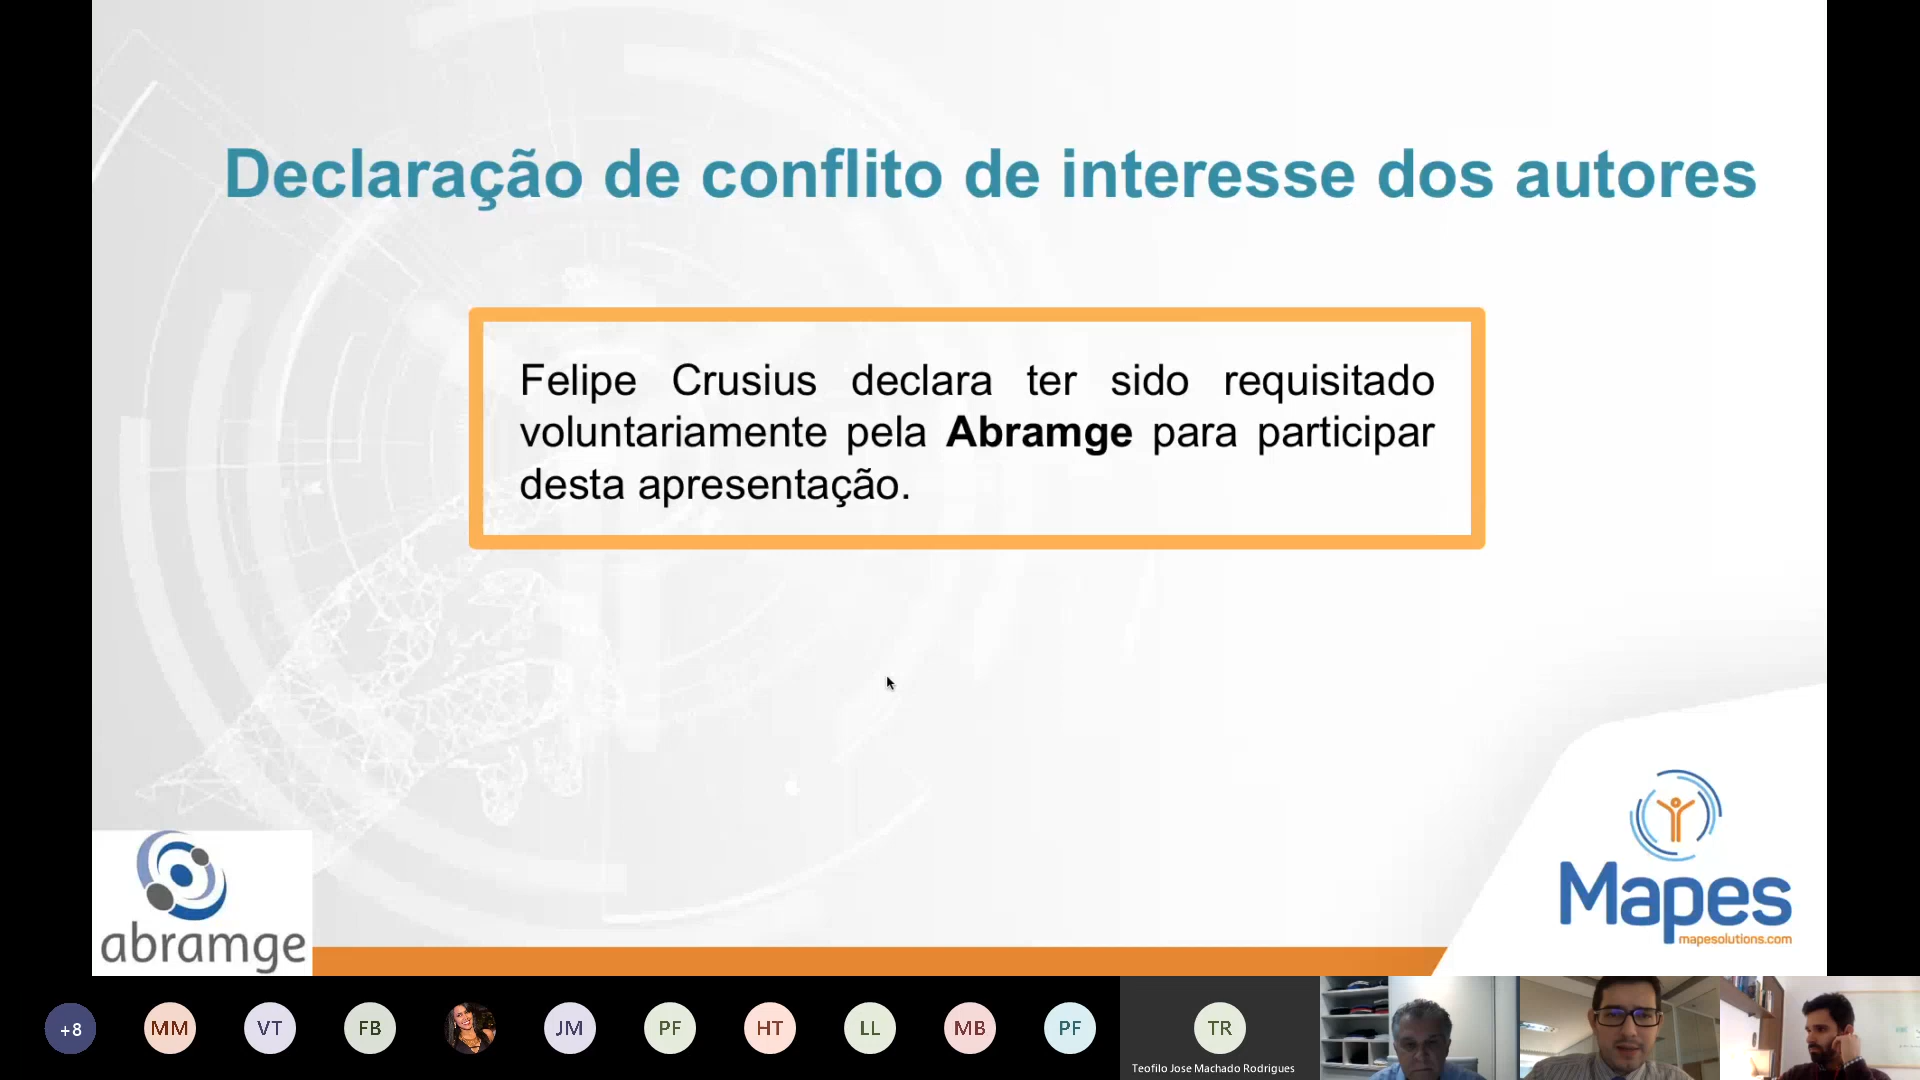 Declaração de conflito de interesse dos autores
Felipe Crusius declara ter sido requisitado
voluntariamente pela Abramge para participar
desta apresentação.
abramge
Mapes
mapesolutions.com
+8
MM
VT
FB
JM
PF
HT
LL
MB
PF
TR
Teofilo Jose Machado Rodrigues